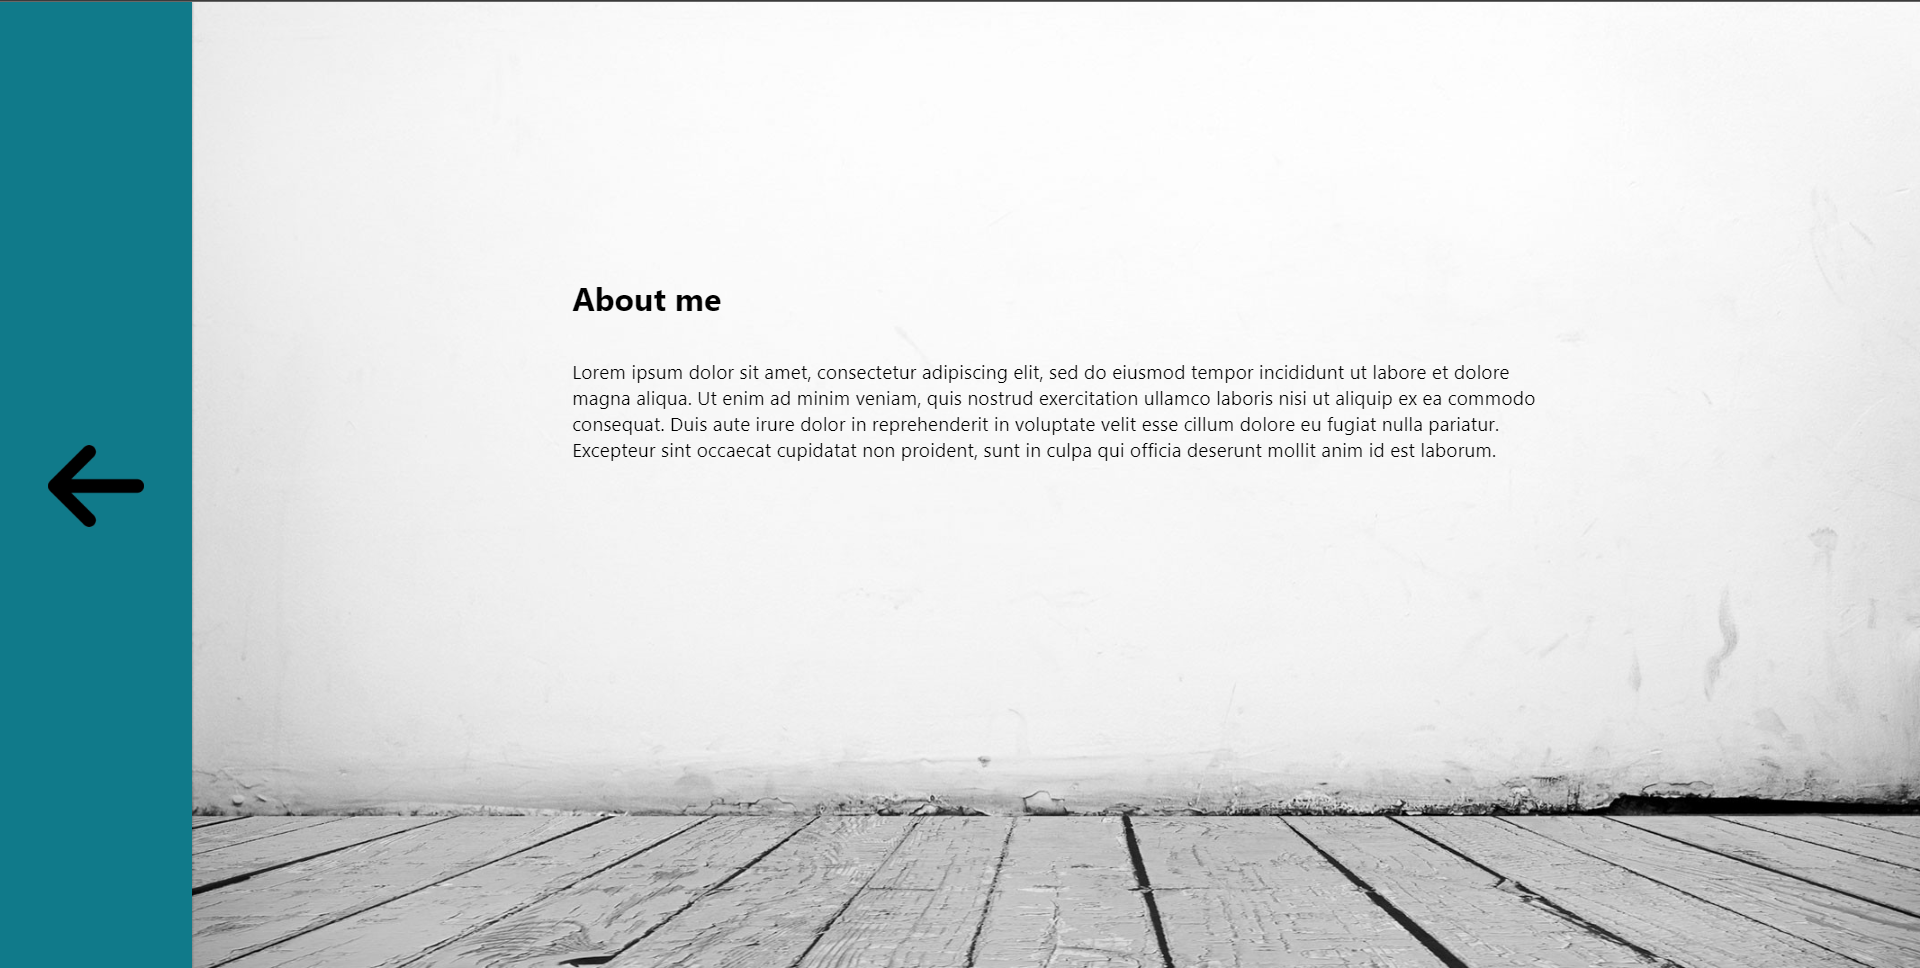 About me
Lorem ipsum dolor sit amet, consectetur adipiscing elit, sed do eiusmod tempor incididunt ut labore et dolore
magna aliqua. Ut enim ad minim veniam, quis nostrud exercitation ullamco laboris nisi ut aliquip ex ea commodo
consequat. Duis aute irure dolor in reprehenderit in voluptate velit esse cillum dolore eu fugiat nulla pariatur.
Excepteur sint occaecat cupidatat non proident, sunt in culpa qui officia deserunt mollit anim id est laborum.